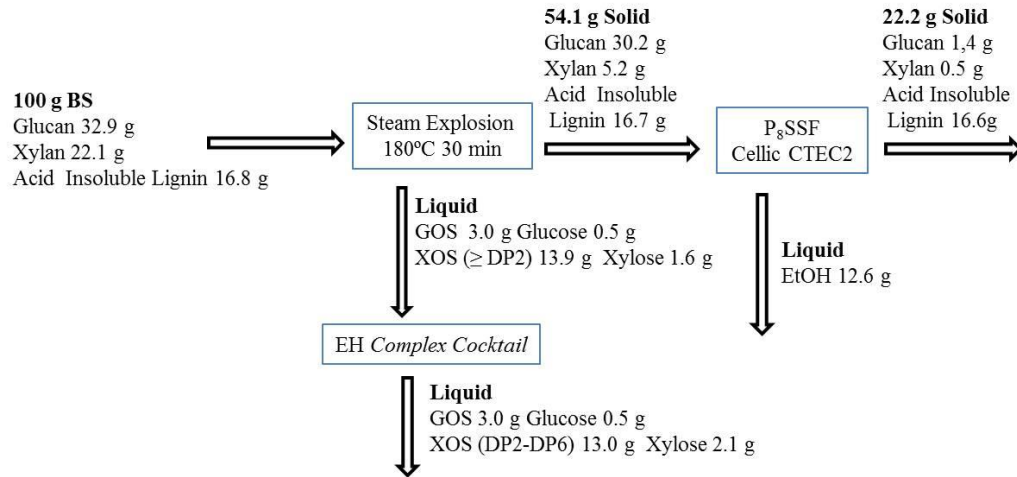 100 g BS
Glucan 32.9 g
Xylan 22.1 g
Acid Insoluble Lignin 16.8 g
Steam Explosion
180ºC 30 min
54.1 g Solid
Glucan 30.2 g
Xylan 5.2 g
Acid Insoluble
Lignin 16.7 g
P₈SSF
Cellic CTEC2
22.2 g Solid
Glucan 1,4 g
Xylan 0.5 g
Acid Insoluble
Lignin 16.6g
Liquid
GOS 3.0 g Glucose 0.5 g
XOS (≥ DP2) 13.9 g Xylose 1.6 g
Liquid
EtOH 12.6 g
EH Complex Cocktail
Liquid
GOS 3.0 g Glucose 0.5 g
XOS (DP2-DP6) 13.0 g Xylose 2.1 g